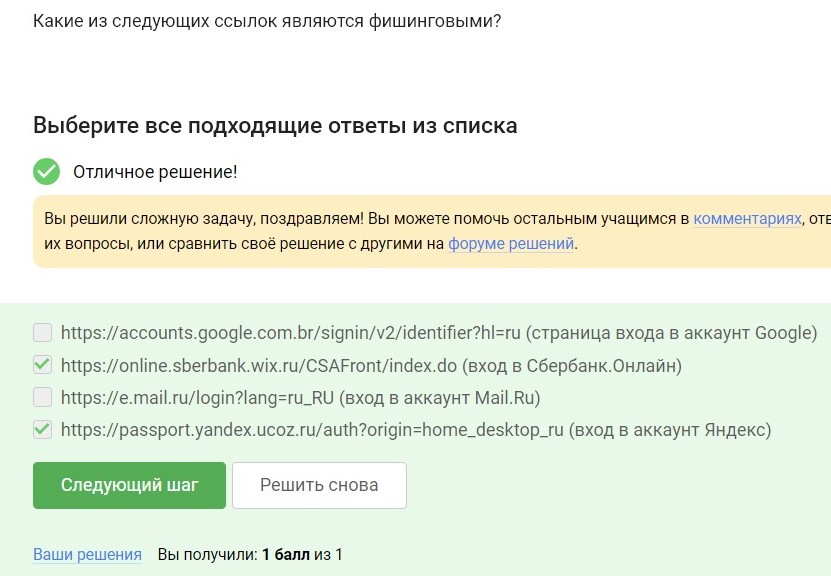 Какие из следующих ссылок являются фишинговыми?
Выберите все подходящие ответы из списка
Отличное решение!
Вы решили сложную задачу, поздравляем! Вы можете помочь остальным учащимся в комментариях,
их вопросы, или сравнить своё решение с другими на форуме решений.
https://accounts.google.com.br/signin/v2/identifier?hl=ru (страница входа в аккаунт Google)
https://online.sberbank.wix.ru/CSAFront/index.do (вход в Сбербанк.Онлайн)
https://e.mail.ru/login?lang=ru_RU (вход в аккаунт Mail.Ru)
https://passport.yandex.ucoz.ru/auth?origin=home_desktop_ru (вход в аккаунт Яндекс)
Следующий шаг Решить снова
Ваши решения Вы получили: 1 балл из 1